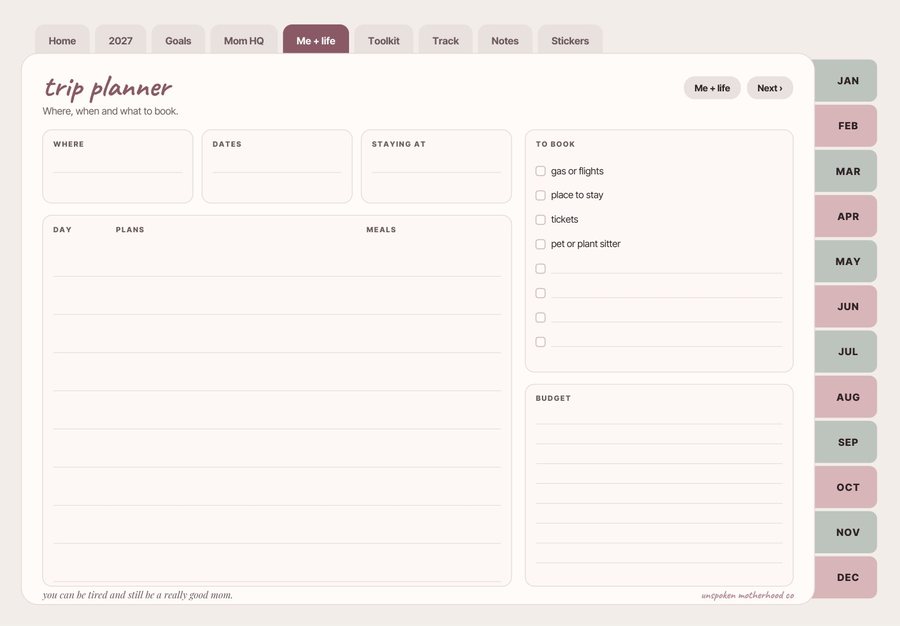 Home
2027
Goals
Mom HQ
Me + life
Toolkit
Track
Notes
Stickers
trip planner
Where, when and what to book.
Me + life
Next ›
WHERE
DATES
STAYING AT
DAY
PLANS
MEALS
TO BOOK
gas or flights
place to stay
tickets
pet or plant sitter
BUDGET
you can be tired and still be a really good mom.
unspoken motherhood co
JAN
FEB
MAR
APR
MAY
JUN
JUL
AUG
SEP
OCT
NOV
DEC